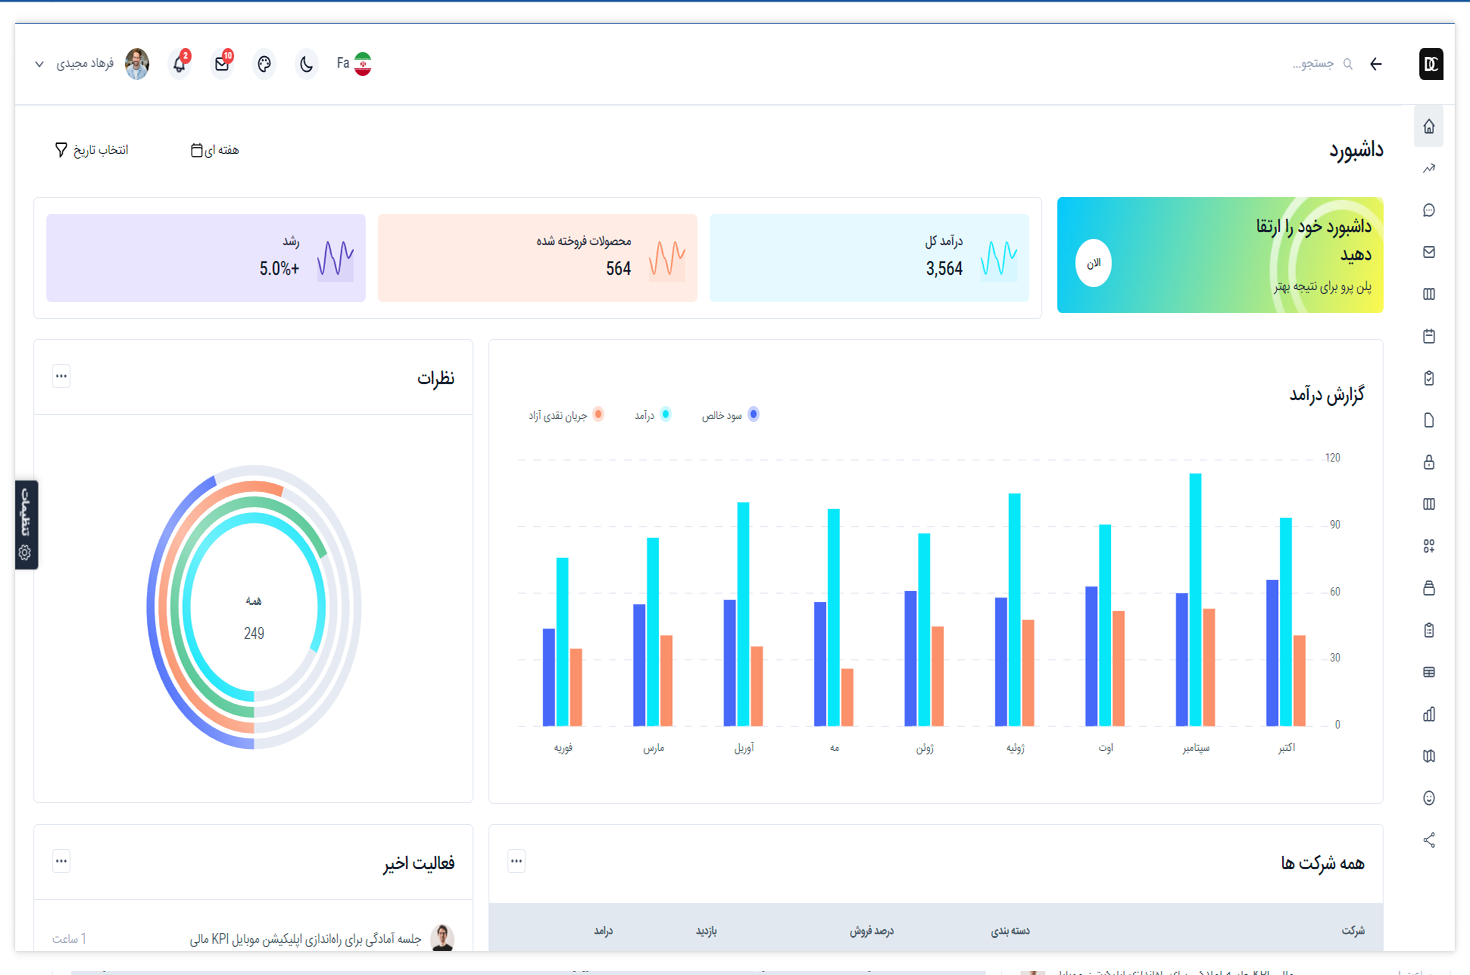 DC
جستجو...
Fa
10
2
فرهاد مجیدی
داشبورد
هفته ای
انتخاب تاریخ
داشبورد خود را ارتقا
دهید
پلن پرو برای نتیجه بهتر
الان
درآمد کل
3,564
محصولات فروخته شده
564
رشد
5.0%+
گزارش درآمد
سود خالص
درآمد
جریان نقدی آزاد
120
90
60
30
0
اکتبر
سپتامبر
اوت
ژوئیه
ژوئن
مه
آوریل
مارس
فوریه
نظرات
همه
249
تنظیمات
همه شرکت ها
شرکت
دسته بندی
درصد فروش
بازدید
درامد
فعالیت اخیر
جلسه آمادگی برای راه‌اندازی اپلیکیشن موبایل KPI مالی
1 ساعت